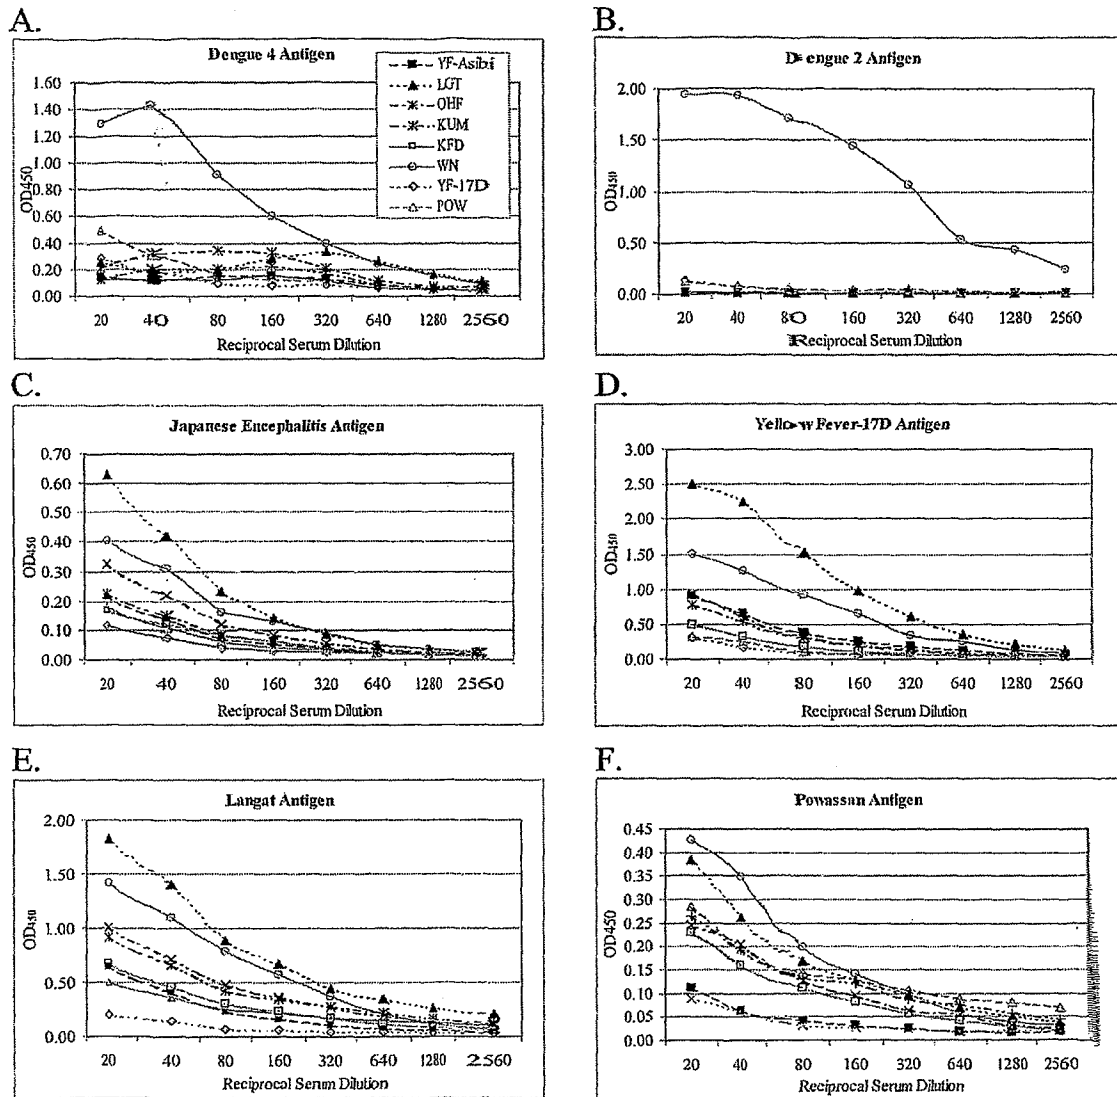 A.
Dengue 4 Antigen
OD450
1.60
1.40
1.20
1.00
0.80
0.60
0.40
0.20
0.00
20 40 80 160 320 640 1280 2560
Reciprocal Serum Dilution
YF-Asibi
LGT
OHF
KUM
KFD
WN
YF-17D
POW
B.
Dengue 2 Antigen
OD450
2.00
1.50
1.00
0.50
0.00
20 40 80 160 320 640 1280 2560
Reciprocal Serum Dilution
C.
Japanese Encephalitis Antigen
OD450
0.70
0.60
0.50
0.40
0.30
0.20
0.10
0.00
20 40 80 160 320 640 1280 2560
Reciprocal Serum Dilution
D.
Yellow Fever-17D Antigen
OD450
3.00
2.50
2.00
1.50
1.00
0.50
0.00
20 40 80 160 320 640 1280 2560
Reciprocal Serum Dilution
E.
Langat Antigen
OD450
2.00
1.50
1.00
0.50
0.00
20 40 80 160 320 640 1280 2560
Reciprocal Serum Dilution
F.
Powassan Antigen
OD450
0.45
0.40
0.35
0.30
0.25
0.20
0.15
0.10
0.05
0.00
20 40 80 160 320 640 1280 2560
Reciprocal Serum Dilution